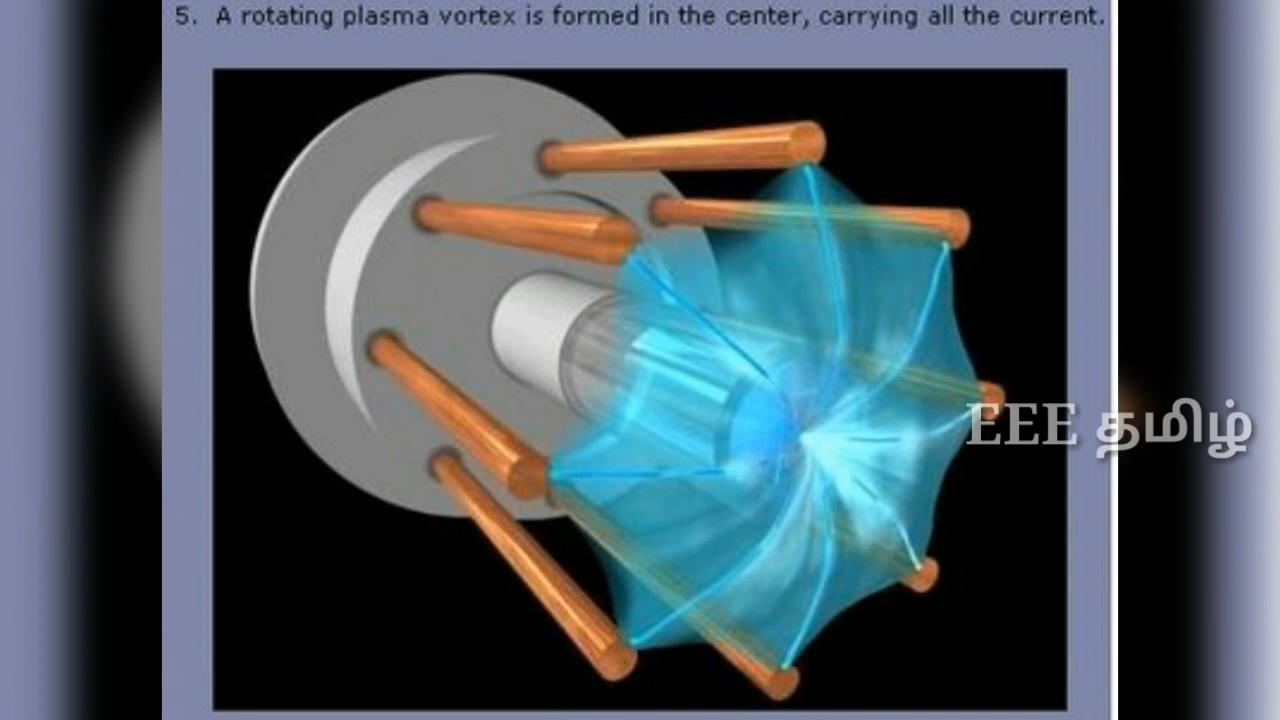 5. A rotating plasma vortex is formed in the center, carrying all the current.
EEE தமிழ்